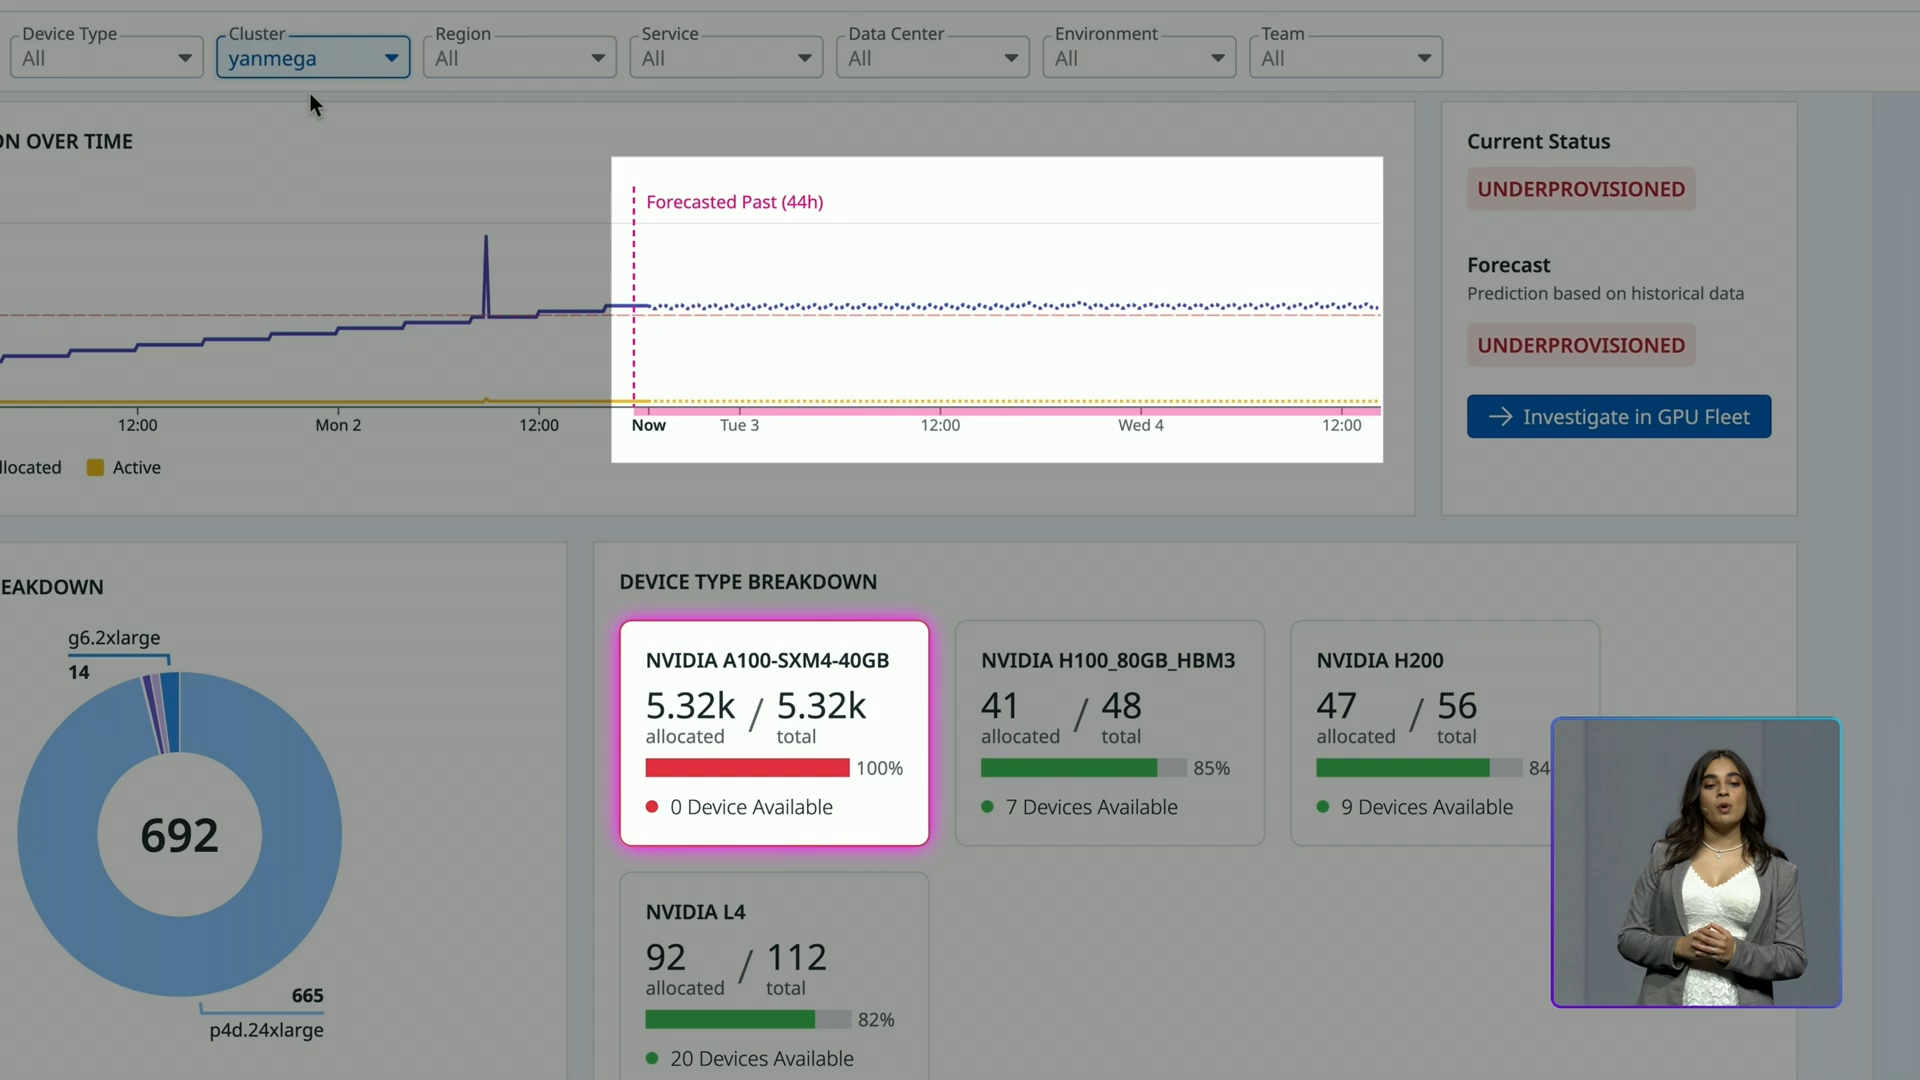 Device Type
All
Cluster
yanmega
Region
All
Service
All
Data Center
All
Environment
All
Team
All
ON OVER TIME
Forecasted Past (44h)
12:00
Mon 2
12:00
Now
Tue 3
12:00
Wed 4
12:00
llocated
Active
Current Status
UNDERPROVISIONED
Forecast
Prediction based on historical data
UNDERPROVISIONED
→ Investigate in GPU Fleet
EAKDOWN
g6.2xlarge
14
692
665
p4d.24xlarge
DEVICE TYPE BREAKDOWN
NVIDIA A100-SXM4-40GB
5.32k / 5.32k
allocated total
100%
0 Device Available
NVIDIA H100_80GB_HBM3
41 / 48
allocated total
85%
7 Devices Available
NVIDIA H200
47 / 56
allocated total
84
9 Devices Available
NVIDIA L4
92 / 112
allocated total
82%
20 Devices Available